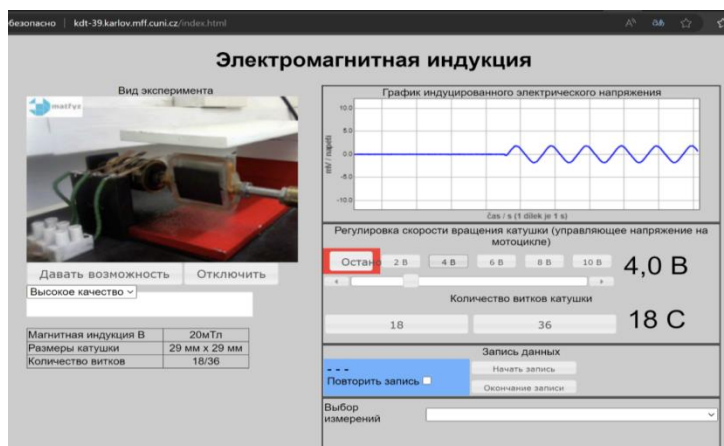 безопасно kdt-39.karlov.mff.cuni.cz/index.html
Электромагнитная индукция
Вид эксперимента
matfyz
Давать возможность Отключить
Высокое качество
Магнитная индукция B 20мТл
Размеры катушки 29 мм x 29 мм
Количество витков 18/36
График индуцированного электрического напряжения
10.0
5.0
0.0
-5.0
-10.0
mV / napeti
čas / s (1 dílek je 1 s)
Регулировка скорости вращения катушки (управляющее напряжение на
мотоцикле)
Остано 2 В 4 В 6 В 8 В 10 В 4,0 В
Количество витков катушки
18 36 18 С
Запись данных
- - -
Повторить запись
Начать запись
Окончание записи
Выбор
измерений